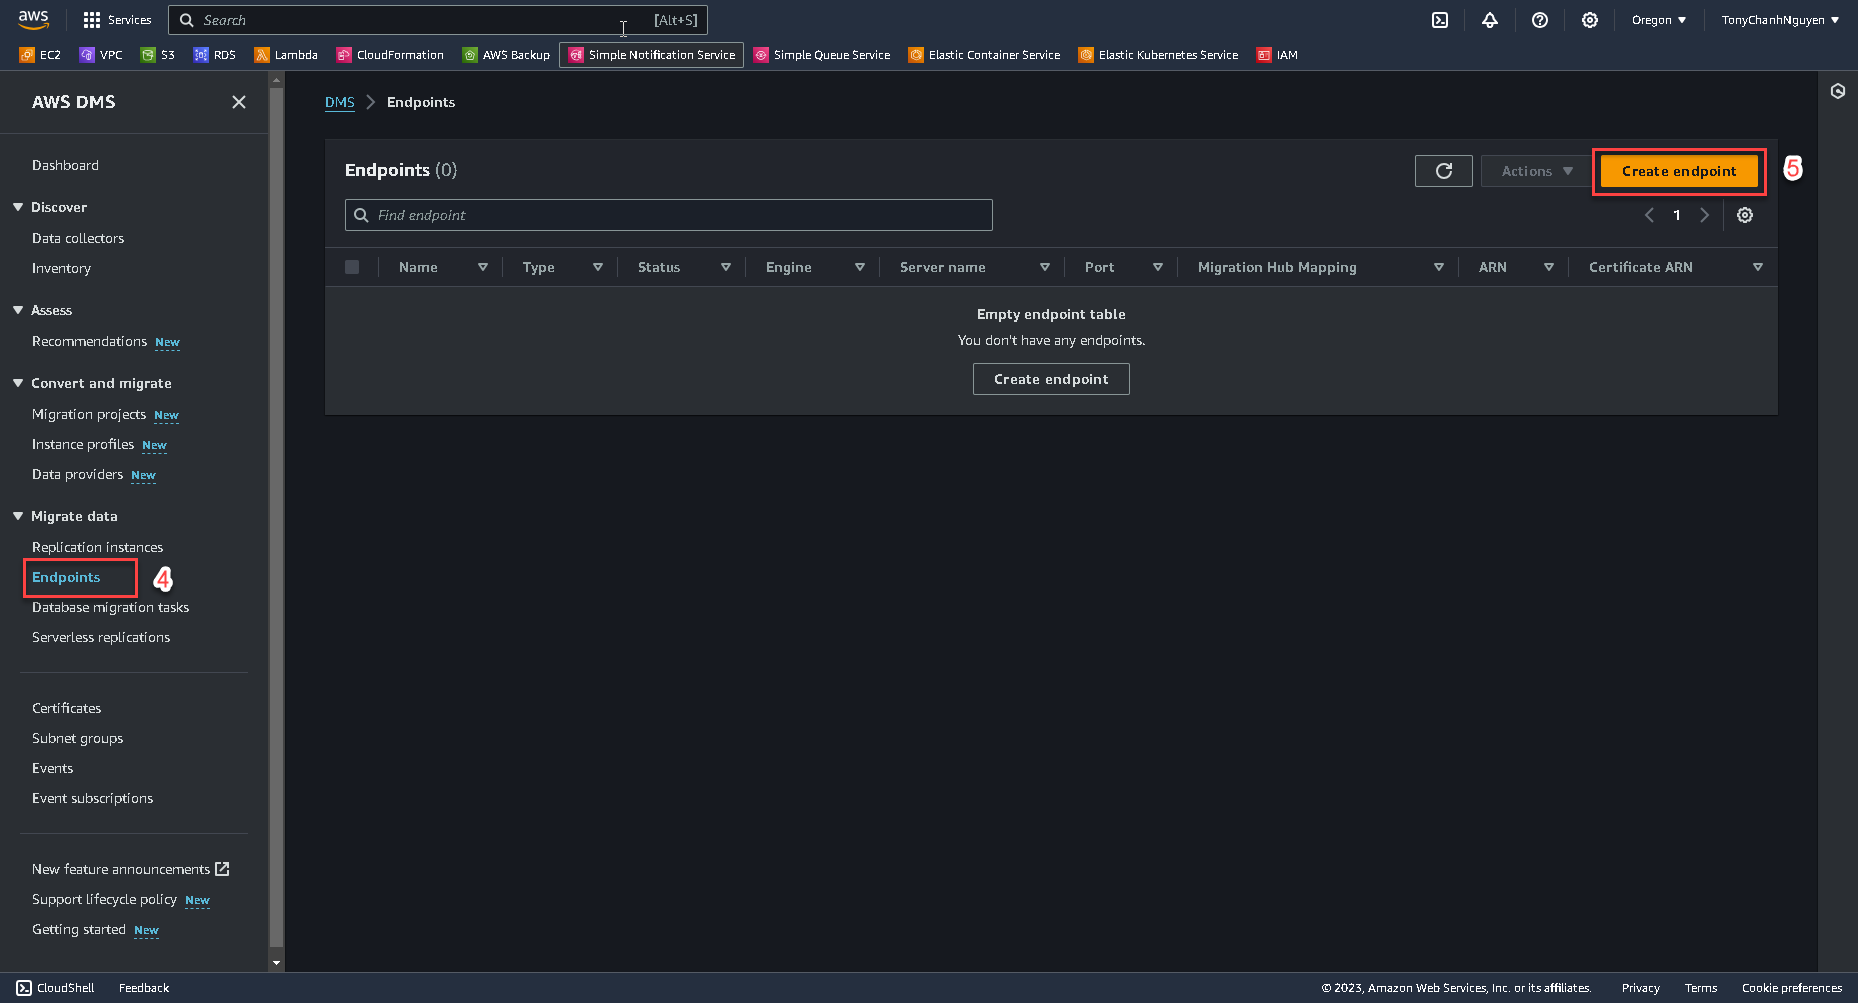 aws Services Search [Alt+S] Oregon TonyChanhNguyen
EC2 VPC S3 RDS Lambda CloudFormation AWS Backup Simple Notification Service Simple Queue Service Elastic Container Service Elastic Kubernetes Service IAM
AWS DMS
Dashboard
Discover
Data collectors
Inventory
Assess
Recommendations New
Convert and migrate
Migration projects New
Instance profiles New
Data providers New
Migrate data
Replication instances
Endpoints 4
Database migration tasks
Serverless replications
Certificates
Subnet groups
Events
Event subscriptions
New feature announcements
Support lifecycle policy New
Getting started New
DMS Endpoints
Endpoints (0) Actions Create endpoint 5
Find endpoint 1
Name Type Status Engine Server name Port Migration Hub Mapping ARN Certificate ARN
Empty endpoint table
You don't have any endpoints.
Create endpoint
CloudShell Feedback © 2023, Amazon Web Services, Inc. or its affiliates. Privacy Terms Cookie preferences